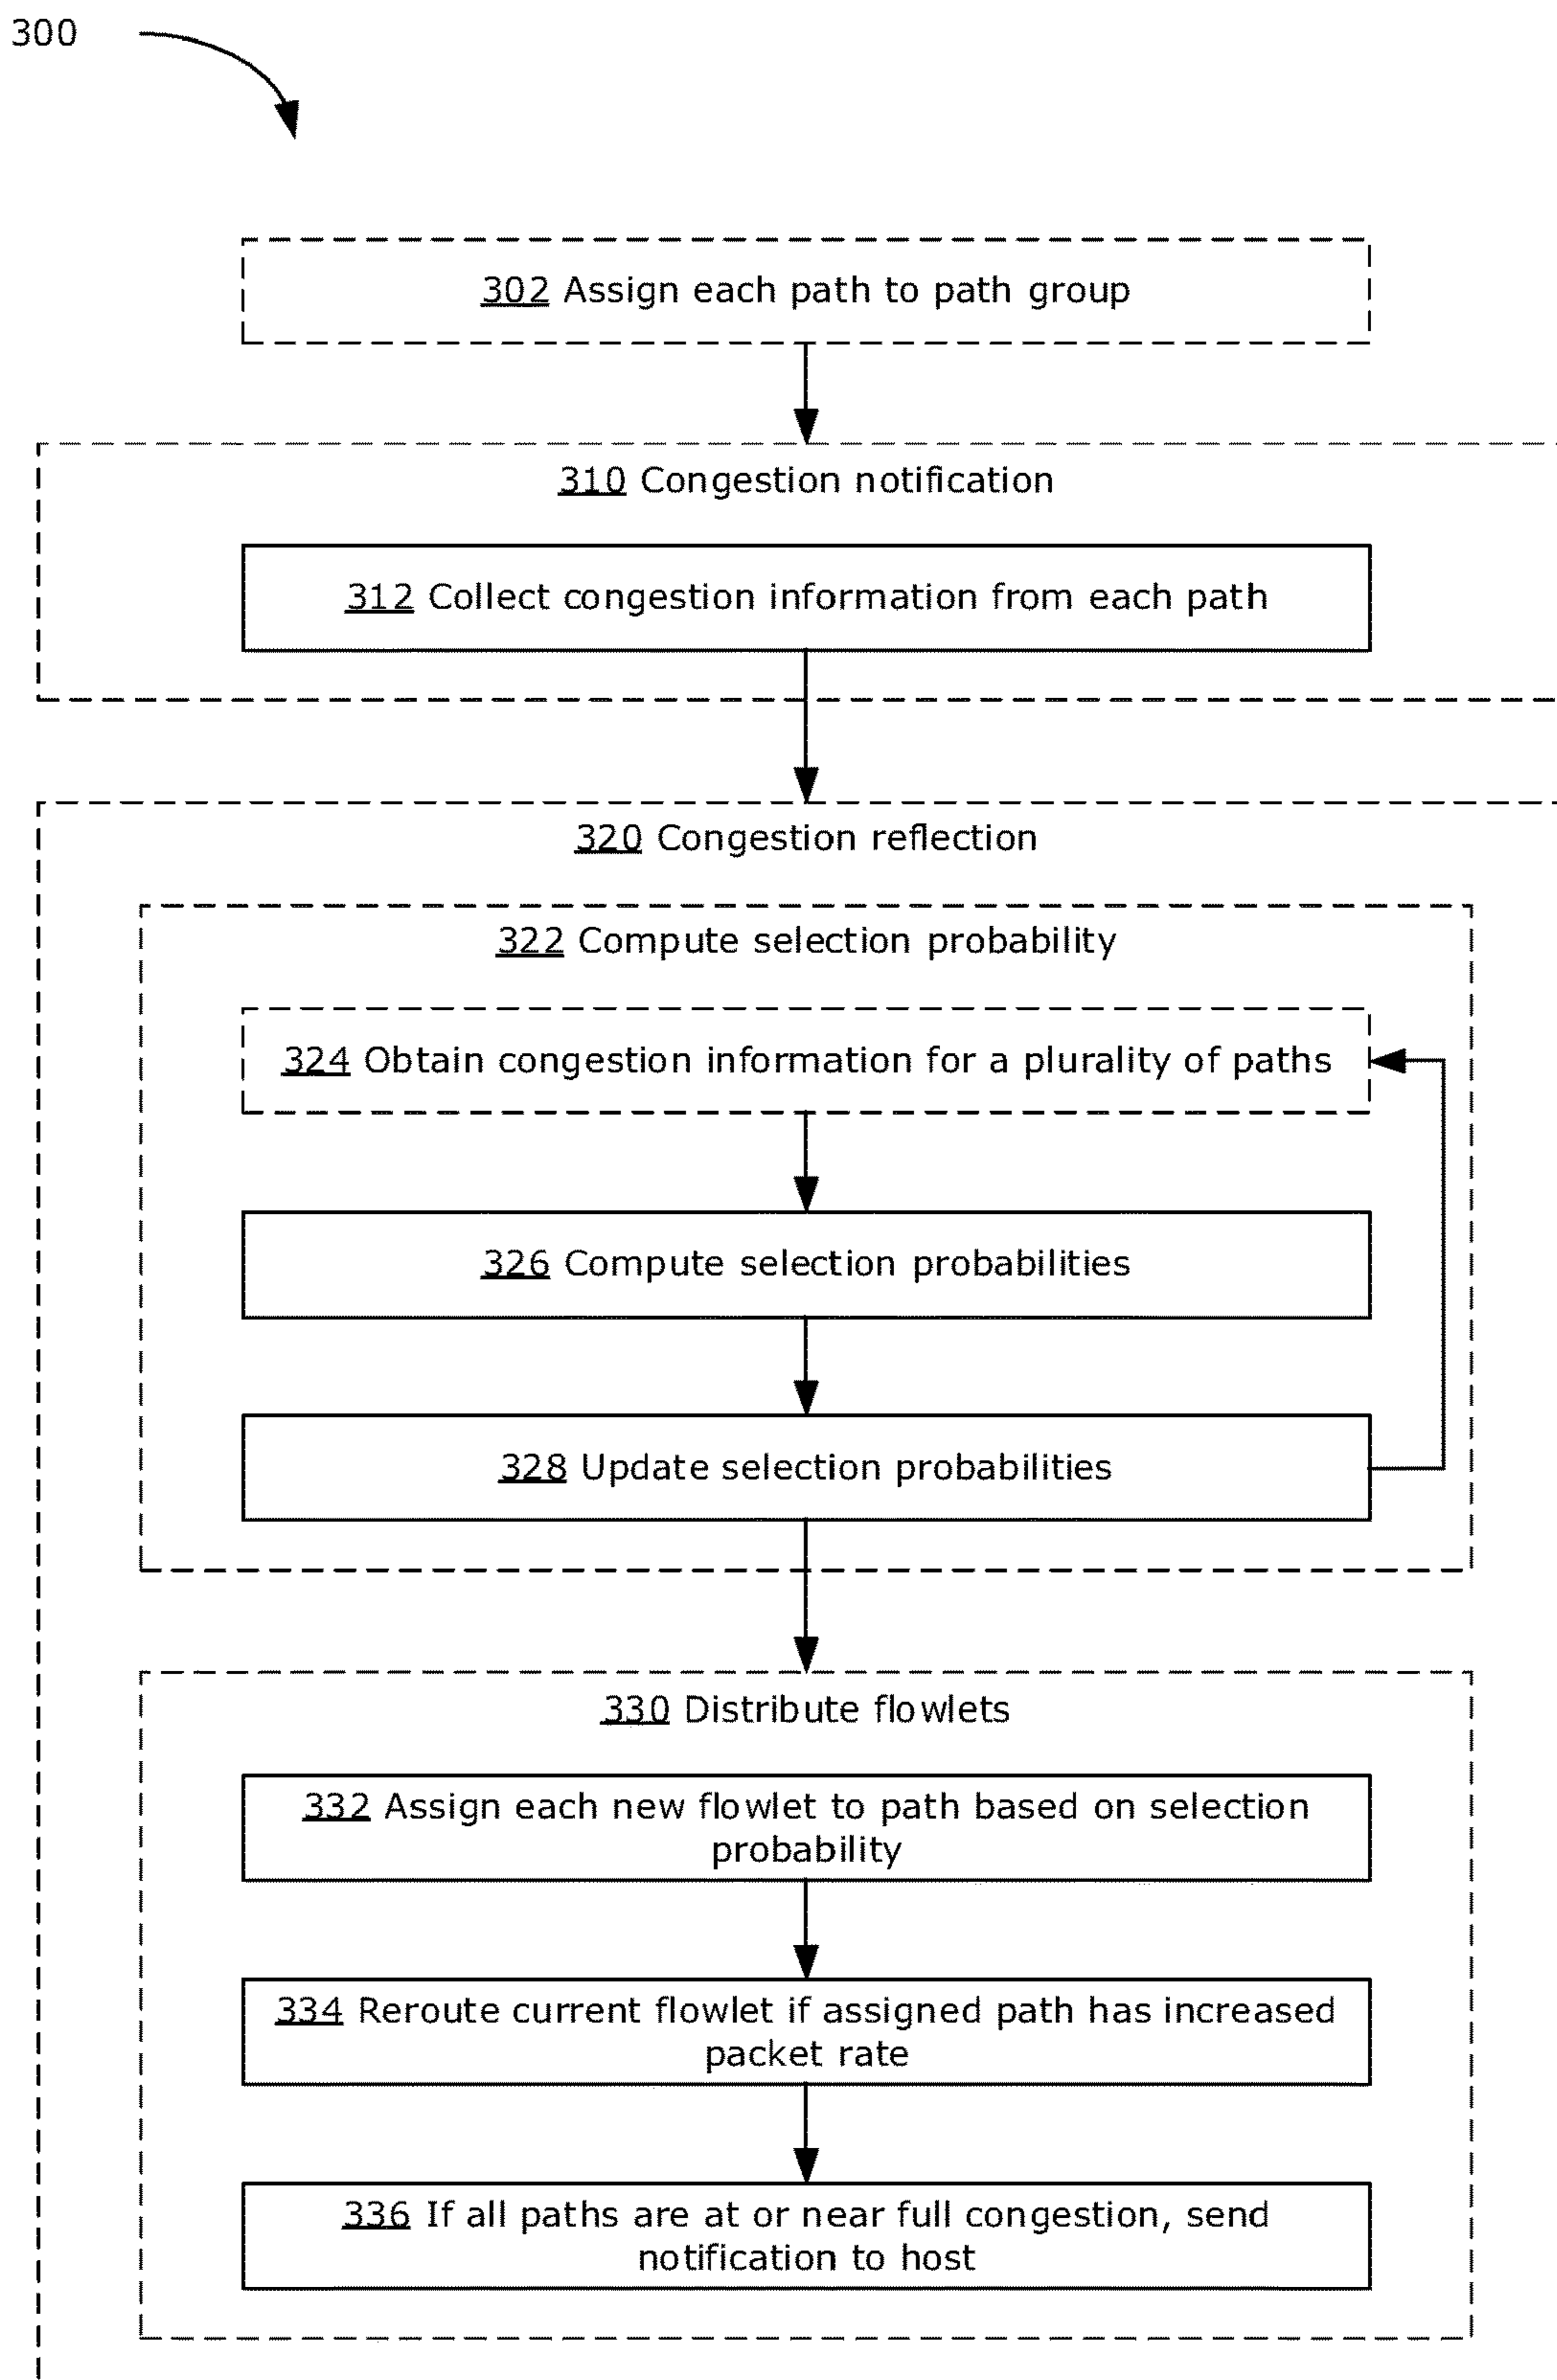 300
302 Assign each path to path group
310 Congestion notification
312 Collect congestion information from each path
320 Congestion reflection
322 Compute selection probability
324 Obtain congestion information for a plurality of paths
326 Compute selection probabilities
328 Update selection probabilities
330 Distribute flowlets
332 Assign each new flowlet to path based on selection
probability
334 Reroute current flowlet if assigned path has increased
packet rate
336 If all paths are at or near full congestion, send
notification to host